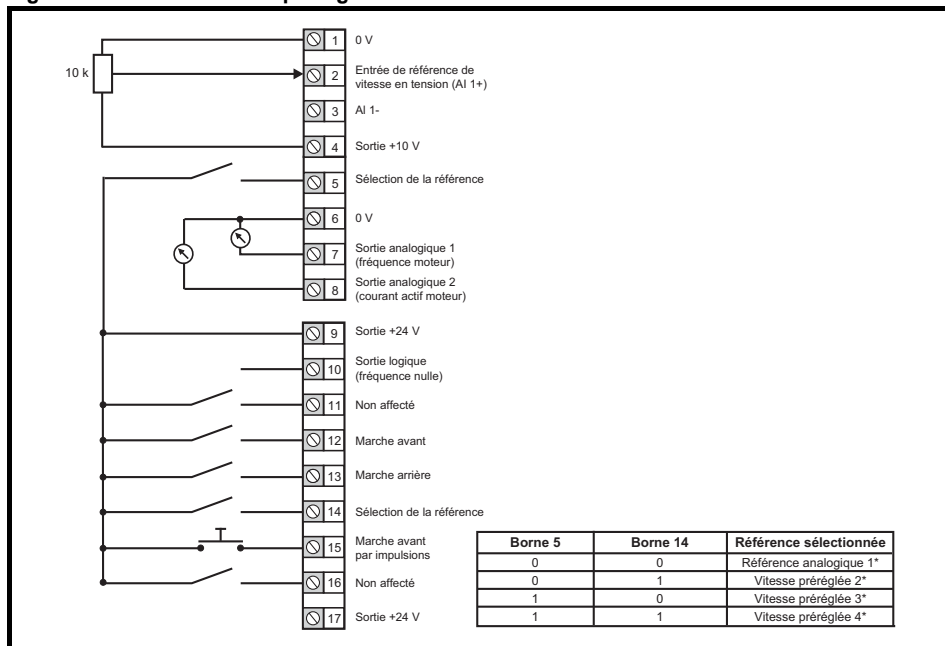 1 0 V
10 k
2 Entrée de référence de
vitesse en tension (AI 1+)
3 AI 1-
4 Sortie +10 V
5 Sélection de la référence
6 0 V
7 Sortie analogique 1
(fréquence moteur)
8 Sortie analogique 2
(courant actif moteur)
9 Sortie +24 V
10 Sortie logique
(fréquence nulle)
11 Non affecté
12 Marche avant
13 Marche arrière
14 Sélection de la référence
15 Marche avant
par impulsions
16 Non affecté
17 Sortie +24 V
Borne 5 Borne 14 Référence sélectionnée
0 0 Référence analogique 1*
0 1 Vitesse préréglée 2*
1 0 Vitesse préréglée 3*
1 1 Vitesse préréglée 4*